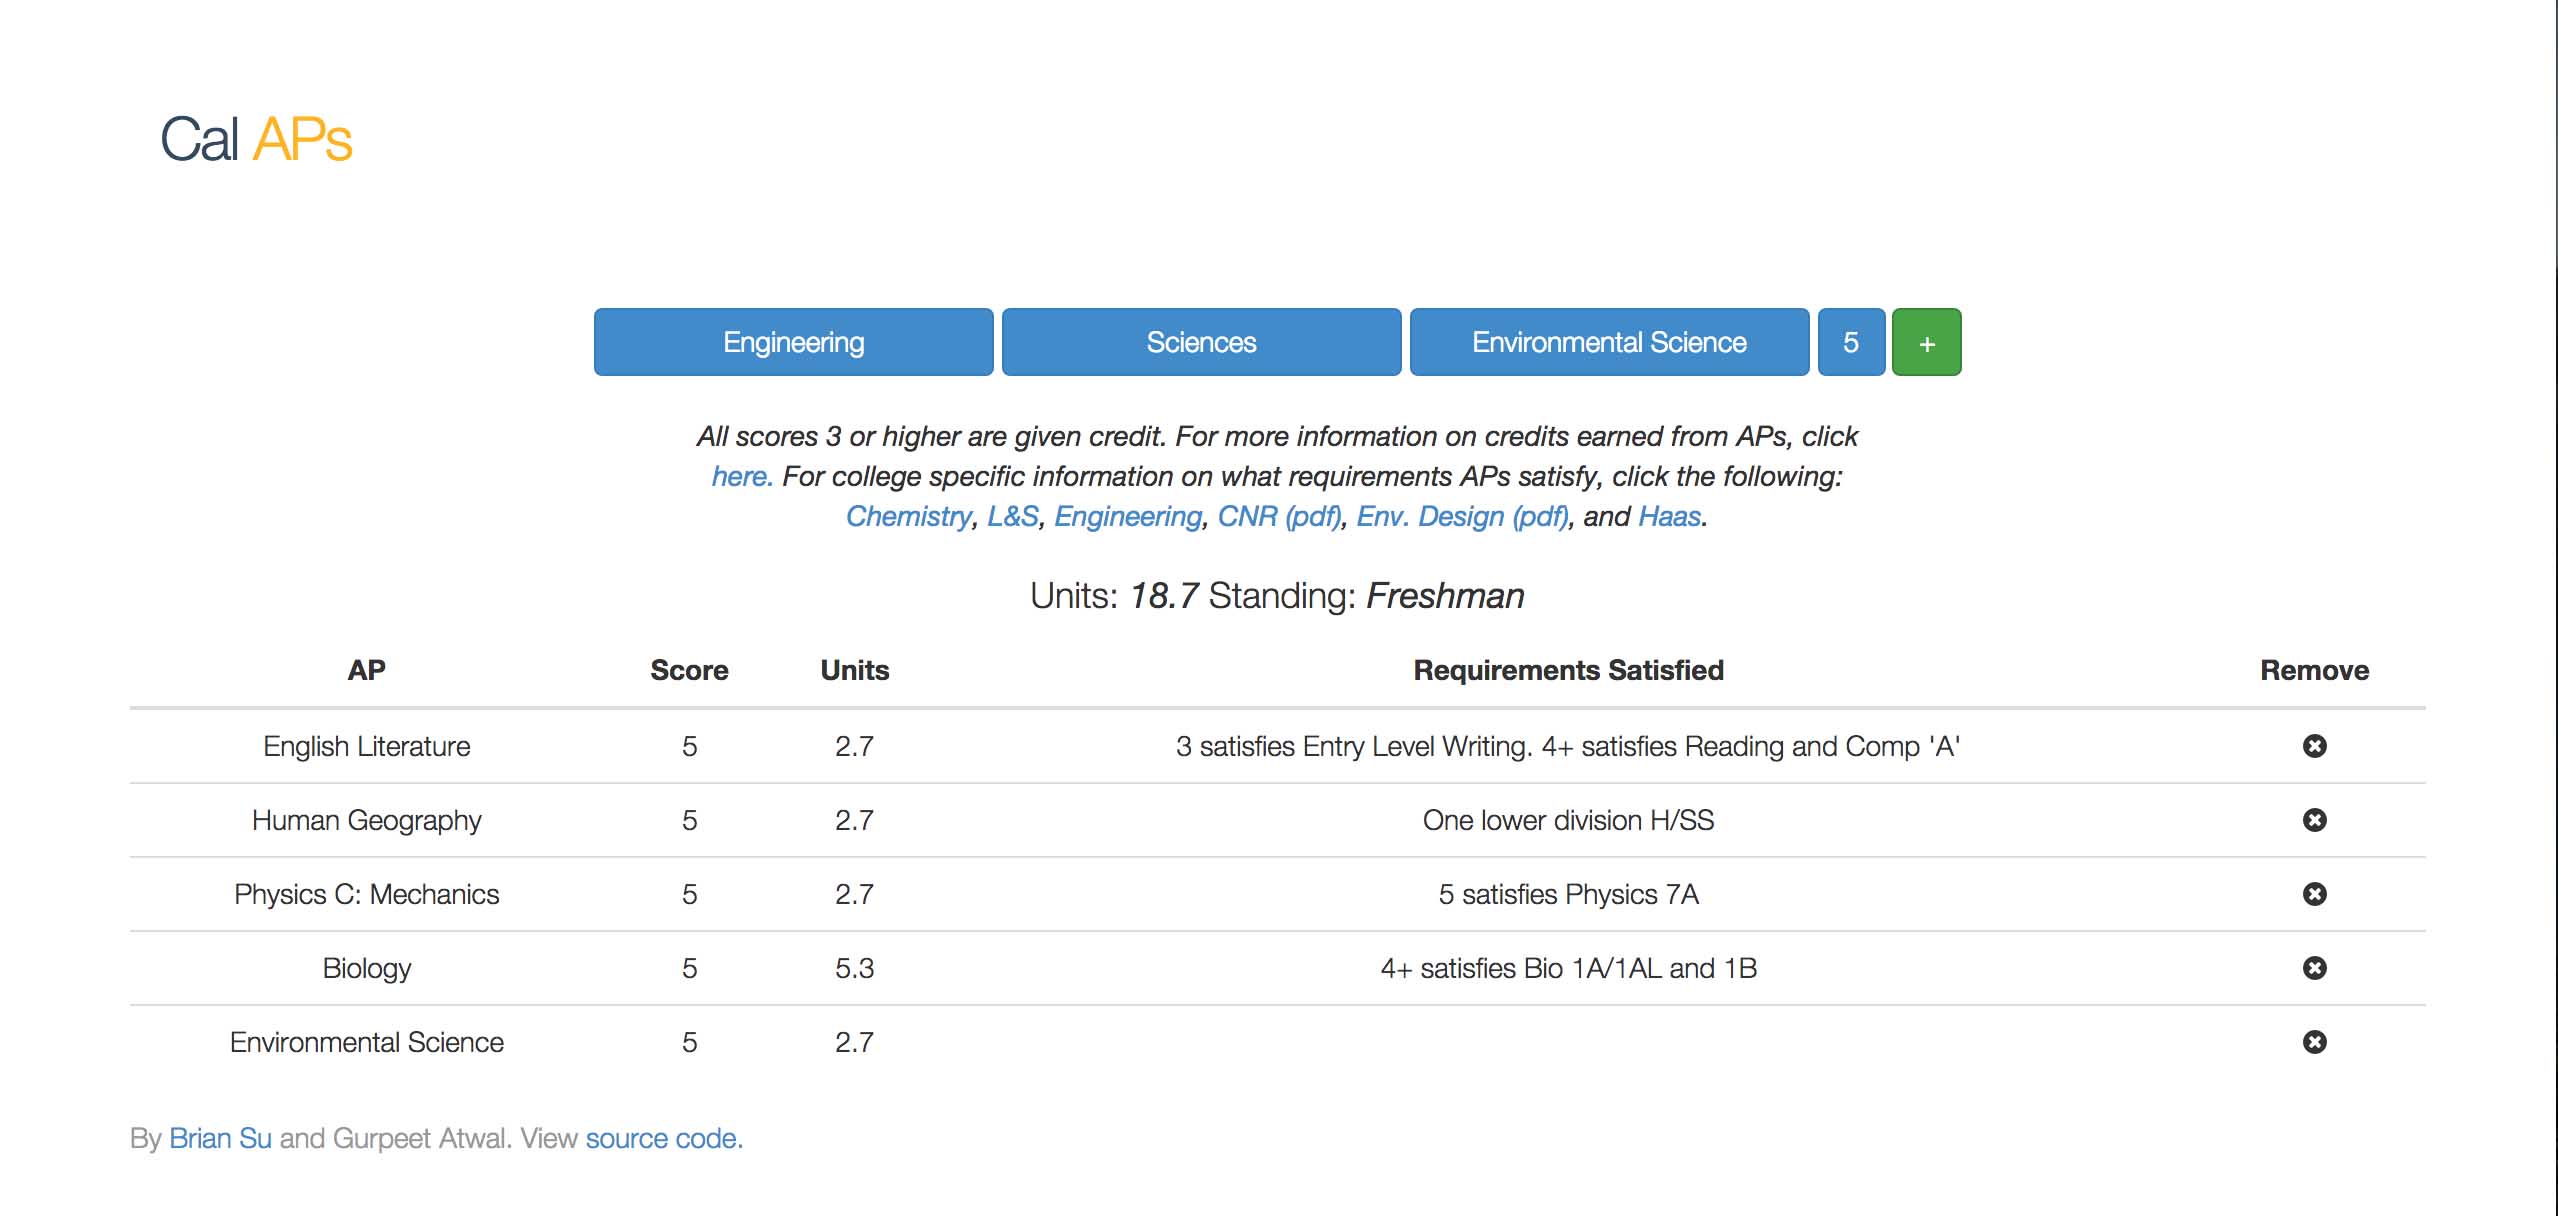 Cal APs
Engineering Sciences Environmental Science 5 +
All scores 3 or higher are given credit. For more information on credits earned from APs, click
here. For college specific information on what requirements APs satisfy, click the following:
Chemistry, L&S, Engineering, CNR (pdf), Env. Design (pdf), and Haas.
Units: 18.7 Standing: Freshman
AP Score Units Requirements Satisfied Remove
English Literature 5 2.7 3 satisfies Entry Level Writing. 4+ satisfies Reading and Comp 'A'
Human Geography 5 2.7 One lower division H/SS
Physics C: Mechanics 5 2.7 5 satisfies Physics 7A
Biology 5 5.3 4+ satisfies Bio 1A/1AL and 1B
Environmental Science 5 2.7
By Brian Su and Gurpeet Atwal. View source code.